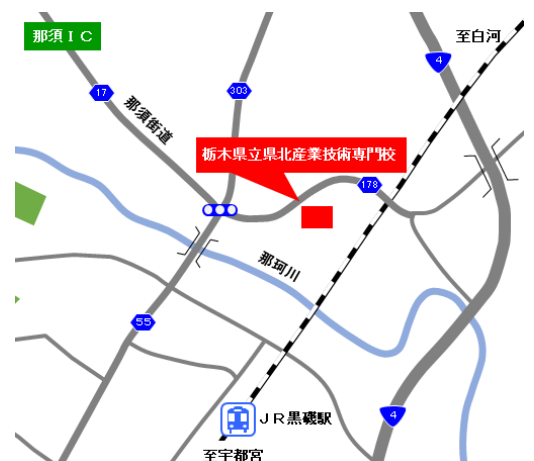 那須ＩＣ
至白河
4
17
303
那須街道
栃木県立県北産業技術専門校
178
那珂川
55
ＪＲ黒磯駅
4
至宇都宮